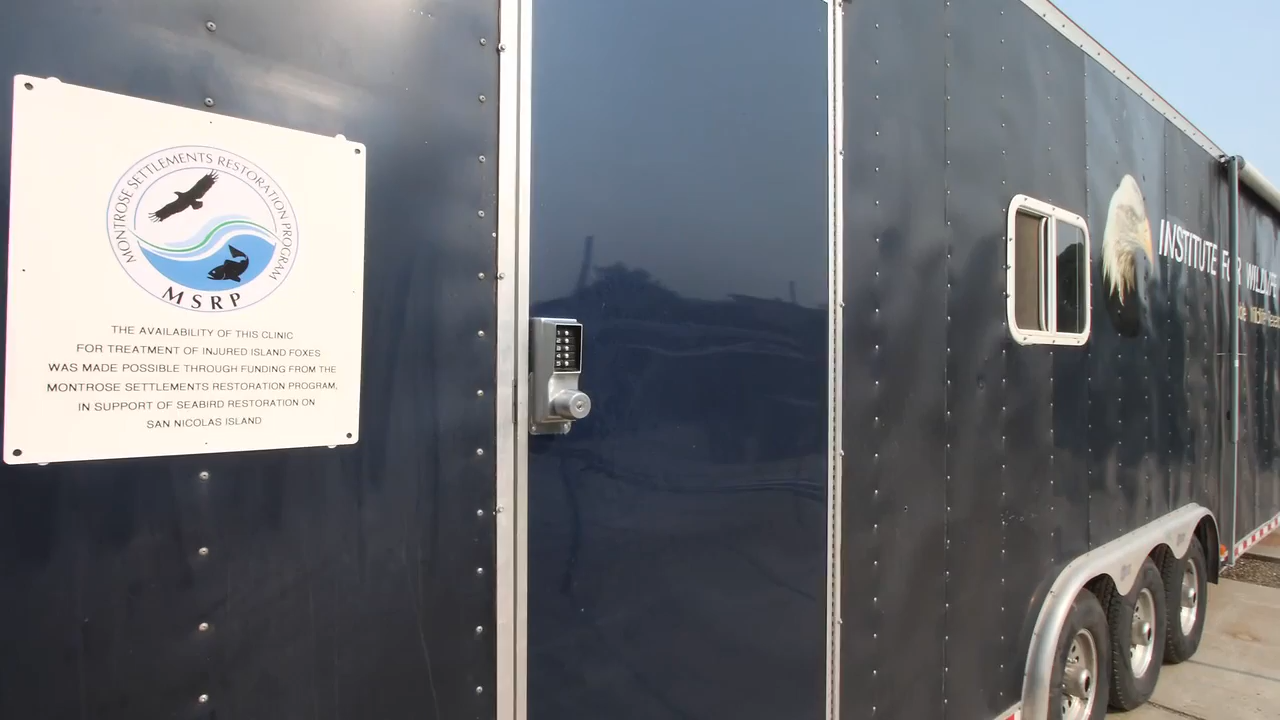 MONTROSE SETTLEMENTS RESTORATION PROGRAM
MSRP
THE AVAILABILITY OF THIS CLINIC
FOR TREATMENT OF INJURED ISLAND FOXES
WAS MADE POSSIBLE THROUGH FUNDING FROM THE
MONTROSE SETTLEMENTS RESTORATION PROGRAM,
IN SUPPORT OF SEABIRD RESTORATION ON
SAN NICOLAS ISLAND
INSTITUTE